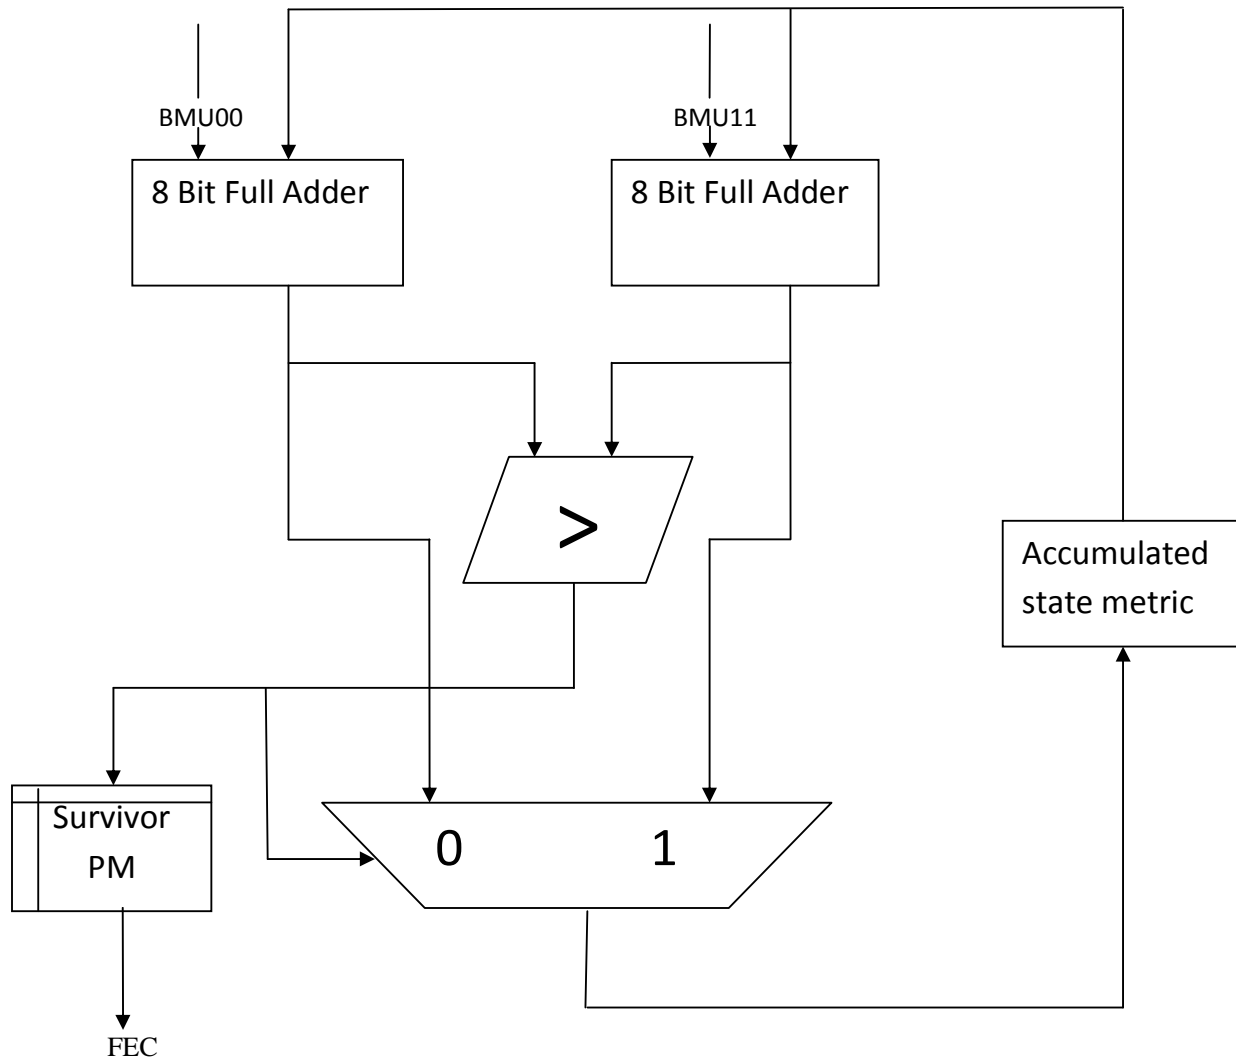 BMU00
BMU11
8 Bit Full Adder
8 Bit Full Adder
>
Accumulated
state metric
Survivor
PM
0
1
FEC